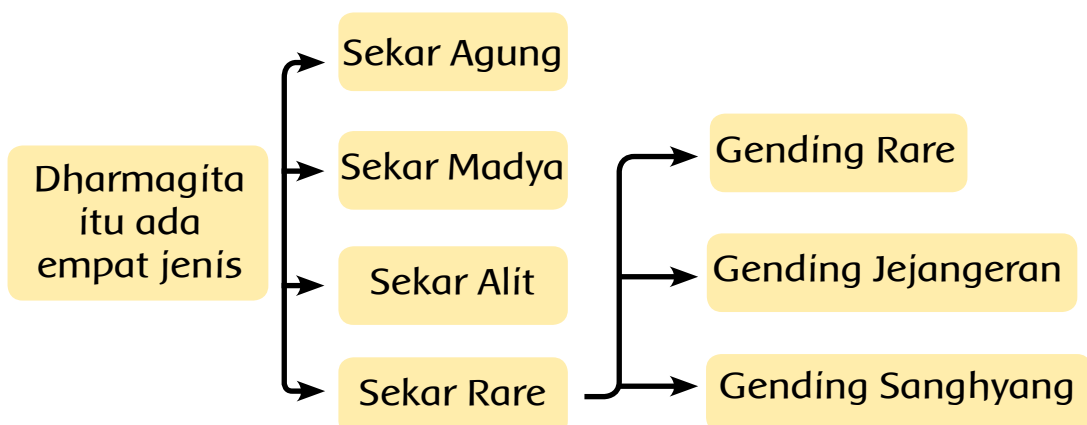 Dharmagita
itu ada
empat jenis
Sekar Agung
Sekar Madya
Sekar Alit
Sekar Rare
Gending Rare
Gending Jejangeran
Gending Sanghyang